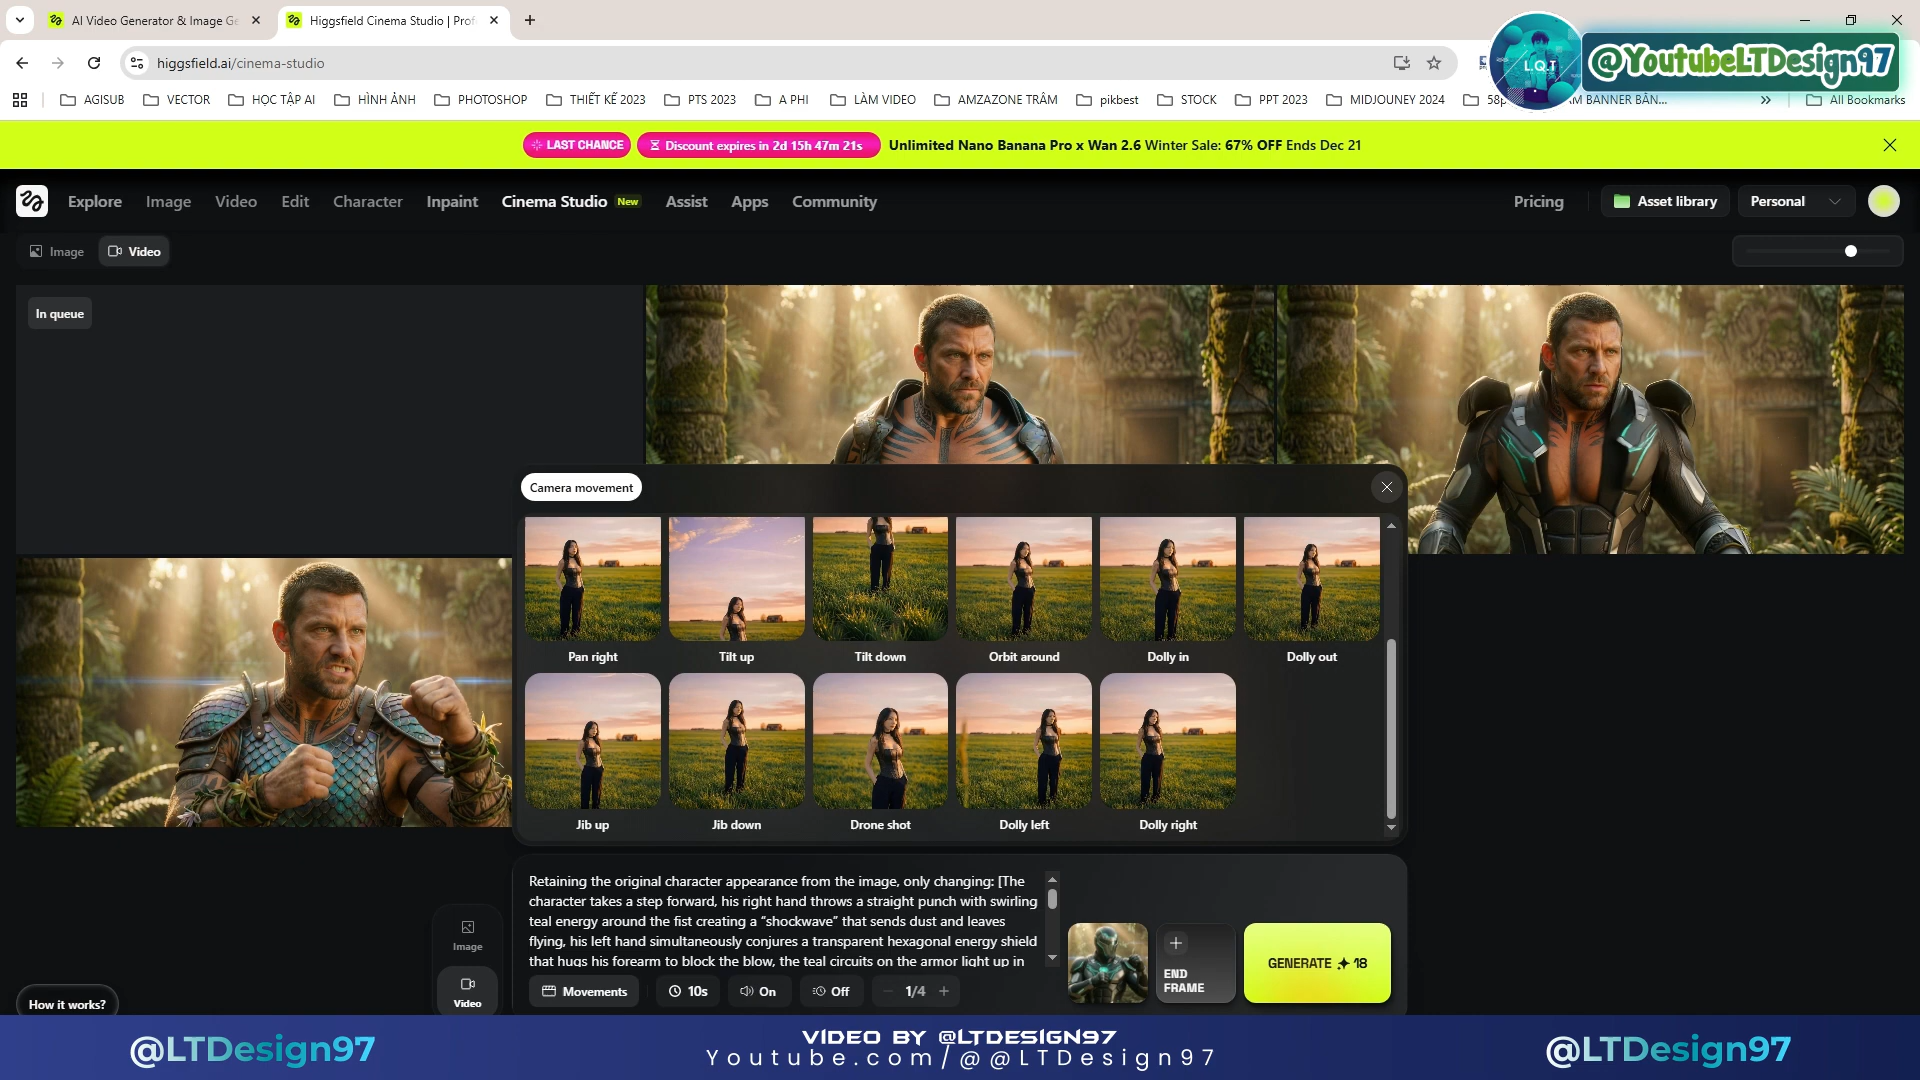 AI Video Generator & Image Ge
Higgsfield Cinema Studio | Prof
higgsfield.ai/cinema-studio
L.Q.T
@YoutubeLTDesign97
AGISUB
VECTOR
HỌC TẬP AI
HÌNH ẢNH
PHOTOSHOP
THIẾT KẾ 2023
PTS 2023
A PHI
LÀM VIDEO
AMZAZONE TRÂM
pikbest
STOCK
PPT 2023
MIDJOUNEY 2024
All Bookmarks
LAST CHANCE
Discount expires in 2d 15h 47m 21s
Unlimited Nano Banana Pro x Wan 2.6 Winter Sale: 67% OFF Ends Dec 21
Explore
Image
Video
Edit
Character
Inpaint
Cinema Studio New
Assist
Apps
Community
Pricing
Asset library
Personal
Image
Video
In queue
Camera movement
Pan right
Tilt up
Tilt down
Orbit around
Dolly in
Dolly out
Jib up
Jib down
Drone shot
Dolly left
Dolly right
Retaining the original character appearance from the image, only changing: [The
character takes a step forward, his right hand throws a straight punch with swirling
teal energy around the fist creating a “shockwave” that sends dust and leaves
flying, his left hand simultaneously conjures a transparent hexagonal energy shield
that hugs his forearm to block the blow, the teal circuits on the armor light up in
Image
Video
Movements
10s
On
Off
1/4
END
FRAME
GENERATE 18
How it works?
@LTDesign97
VIDEO BY @LTDESIGN97
Youtube.com/@@LTDesign97
@LTDesign97